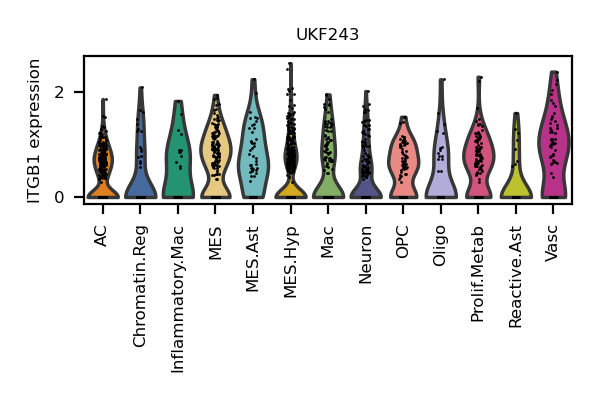 UKF243
ITGB1 expression
2
0
AC
Chromatin.Reg
Inflammatory.Mac
MES
MES.Ast
MES.Hyp
Mac
Neuron
OPC
Oligo
Prolif.Metab
Reactive.Ast
Vasc